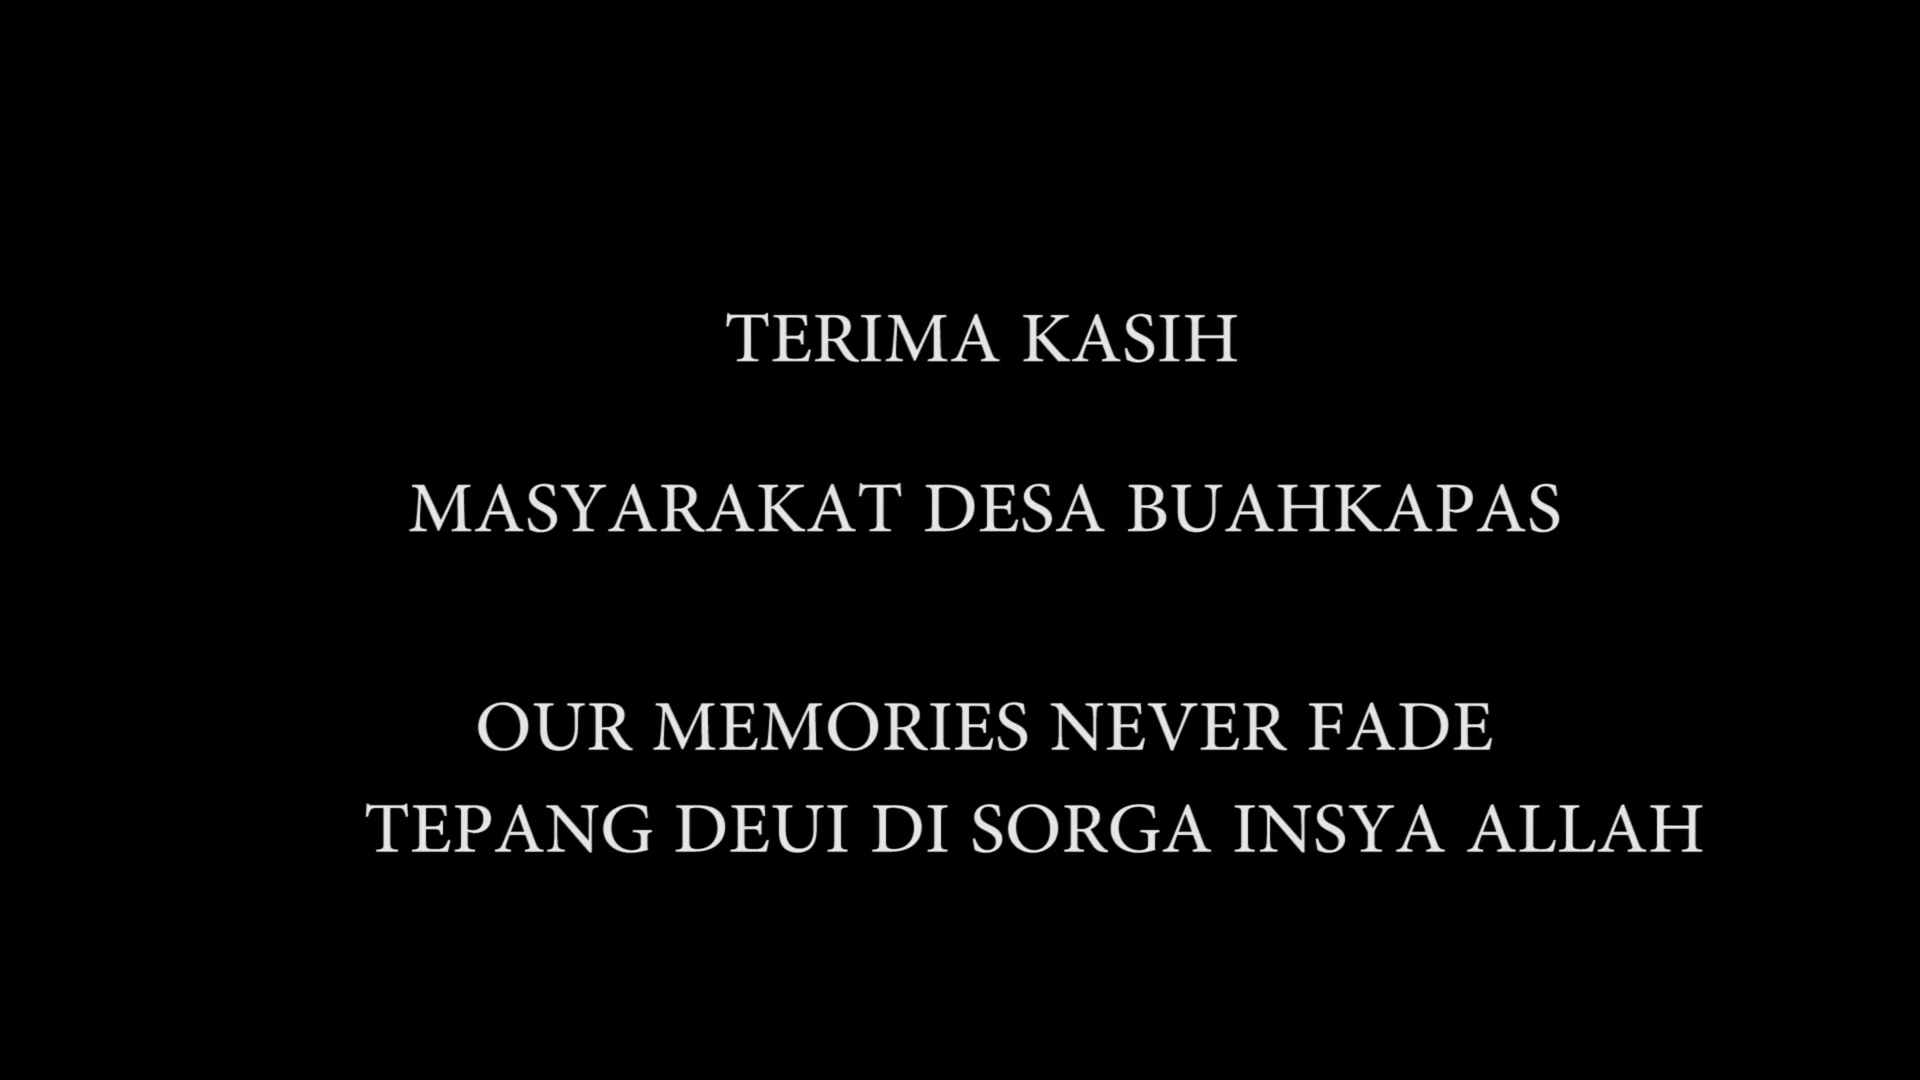 TERIMA KASIH
MASYARAKAT DESA BUAHKAPAS
OUR MEMORIES NEVER FADE
TEPANG DEUI DI SORGA INSYA ALLAH